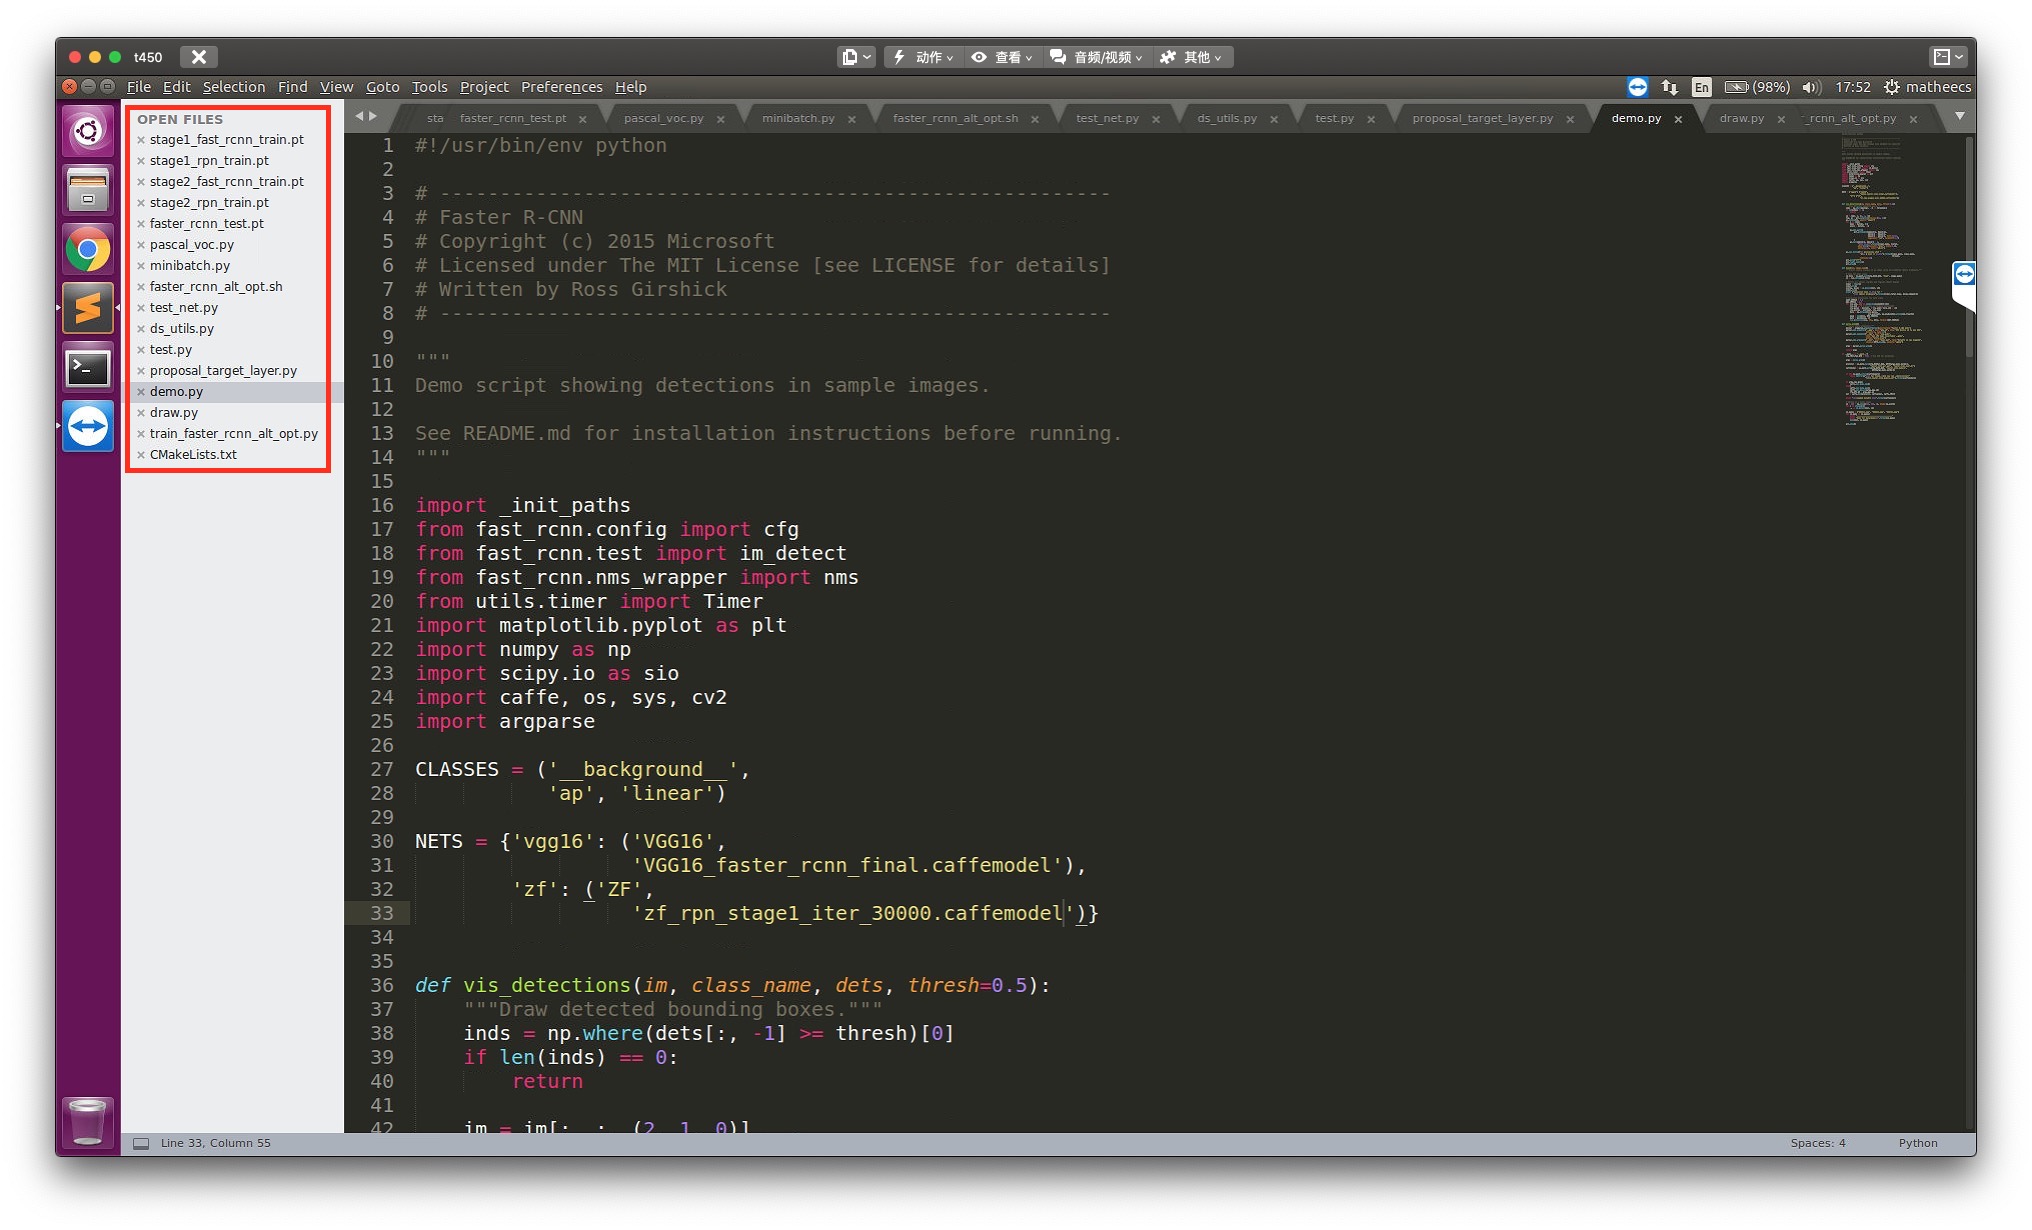 t450
动作
查看
音频/视频
其他
File Edit Selection Find View Goto Tools Project Preferences Help
En (98%) 17:52 matheecs
OPEN FILES
stage1_fast_rcnn_train.pt
stage1_rpn_train.pt
stage2_fast_rcnn_train.pt
stage2_rpn_train.pt
faster_rcnn_test.pt
pascal_voc.py
minibatch.py
faster_rcnn_alt_opt.sh
test_net.py
ds_utils.py
test.py
proposal_target_layer.py
demo.py
draw.py
train_faster_rcnn_alt_opt.py
CMakeLists.txt
sta faster_rcnn_test.pt pascal_voc.py minibatch.py faster_rcnn_alt_opt.sh test_net.py ds_utils.py test.py proposal_target_layer.py demo.py draw.py _rcnn_alt_opt.py
1 #!/usr/bin/env python
2
3 # --------------------------------------------------------
4 # Faster R-CNN
5 # Copyright (c) 2015 Microsoft
6 # Licensed under The MIT License [see LICENSE for details]
7 # Written by Ross Girshick
8 # --------------------------------------------------------
9
10 """
11 Demo script showing detections in sample images.
12
13 See README.md for installation instructions before running.
14 """
15
16 import _init_paths
17 from fast_rcnn.config import cfg
18 from fast_rcnn.test import im_detect
19 from fast_rcnn.nms_wrapper import nms
20 from utils.timer import Timer
21 import matplotlib.pyplot as plt
22 import numpy as np
23 import scipy.io as sio
24 import caffe, os, sys, cv2
25 import argparse
26
27 CLASSES = ('__background__',
28 'ap', 'linear')
29
30 NETS = {'vgg16': ('VGG16',
31 'VGG16_faster_rcnn_final.caffemodel'),
32 'zf': ('ZF',
33 'zf_rpn_stage1_iter_30000.caffemodel')}
34
35
36 def vis_detections(im, class_name, dets, thresh=0.5):
37 """Draw detected bounding boxes."""
38 inds = np.where(dets[:, -1] >= thresh)[0]
39 if len(inds) == 0:
40 return
41
42 im = im[:, :, (2, 1, 0)]
Line 33, Column 55
Spaces: 4 Python